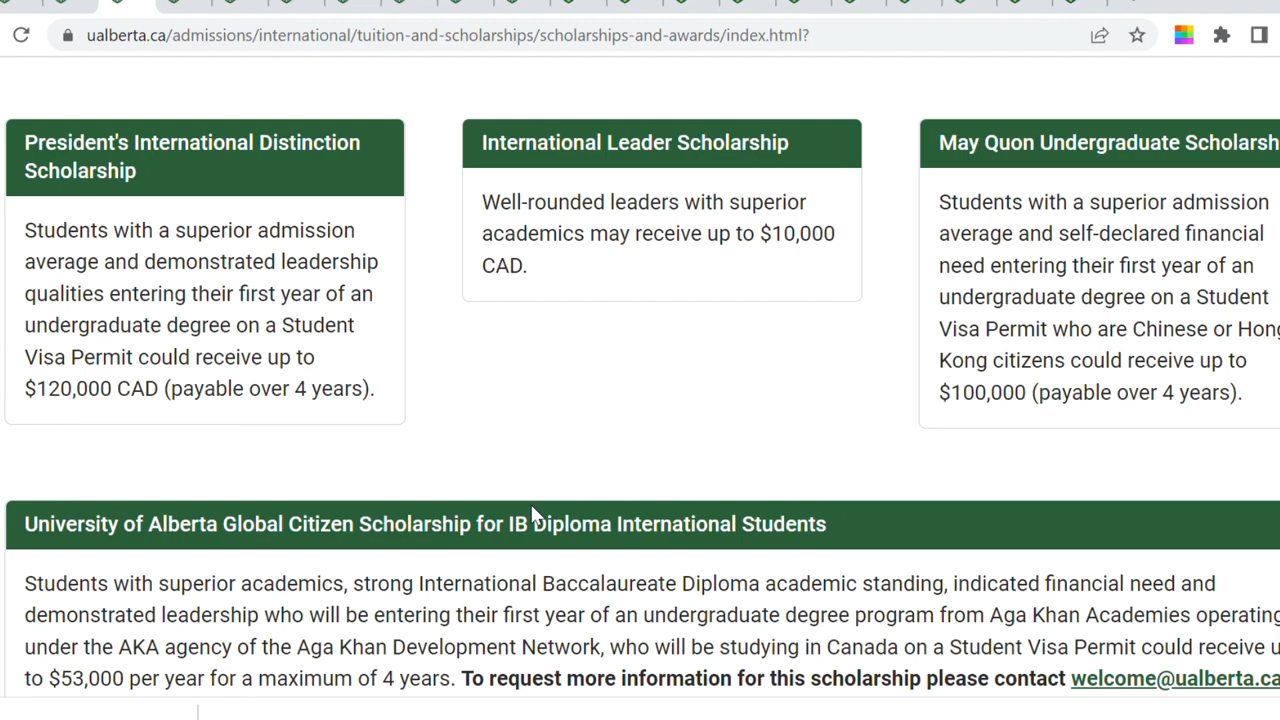 ualberta.ca/admissions/international/tuition-and-scholarships/scholarships-and-awards/index.html?
President's International Distinction
Scholarship
Students with a superior admission
average and demonstrated leadership
qualities entering their first year of an
undergraduate degree on a Student
Visa Permit could receive up to
$120,000 CAD (payable over 4 years).
International Leader Scholarship
Well-rounded leaders with superior
academics may receive up to $10,000
CAD.
May Quon Undergraduate Scholarsh
Students with a superior admission
average and self-declared financial
need entering their first year of an
undergraduate degree on a Student
Visa Permit who are Chinese or Hong
Kong citizens could receive up to
$100,000 (payable over 4 years).
University of Alberta Global Citizen Scholarship for IB Diploma International Students
Students with superior academics, strong International Baccalaureate Diploma academic standing, indicated financial need and
demonstrated leadership who will be entering their first year of an undergraduate degree program from Aga Khan Academies operating
under the AKA agency of the Aga Khan Development Network, who will be studying in Canada on a Student Visa Permit could receive u
to $53,000 per year for a maximum of 4 years. To request more information for this scholarship please contact welcome@ualberta.ca